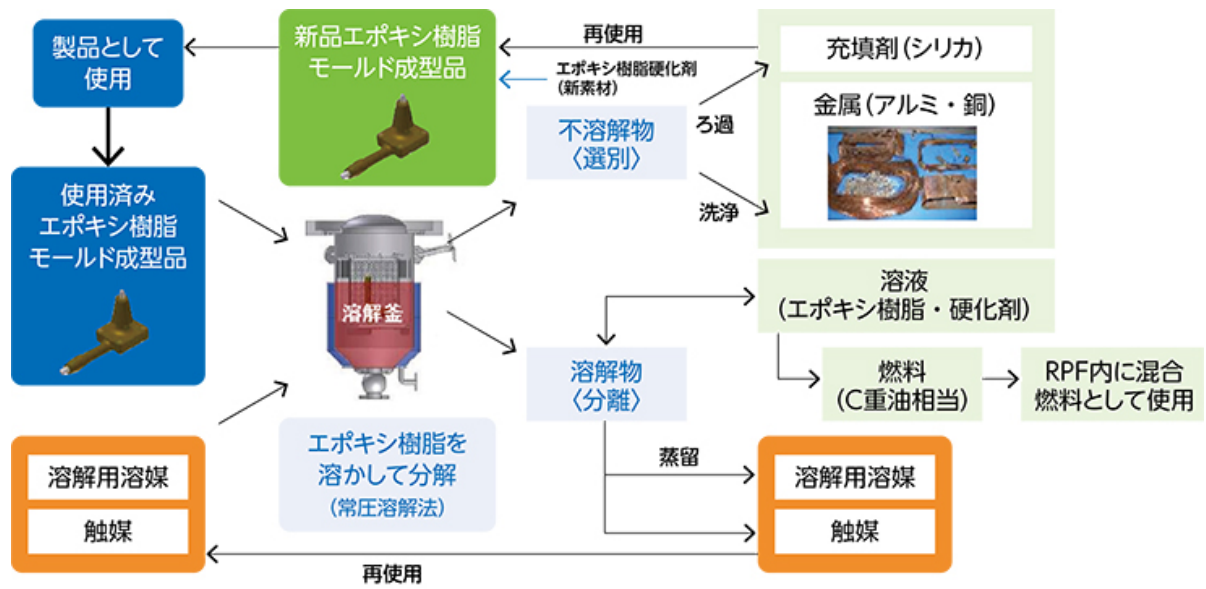 製品として
使用
新品エポキシ樹脂
モールド成型品
再使用
エポキシ樹脂硬化剤
(新素材)
充填剤(シリカ)
金属(アルミ・銅)
不溶解物
〈選別〉
ろ過
洗浄
使用済み
エポキシ樹脂
モールド成型品
溶解釜
溶液
(エポキシ樹脂・硬化剤)
溶解物
〈分離〉
燃料
(C重油相当)
RPF内に混合
燃料として使用
エポキシ樹脂を
溶かして分解
(常圧溶解法)
蒸留
溶解用溶媒
触媒
溶解用溶媒
触媒
再使用